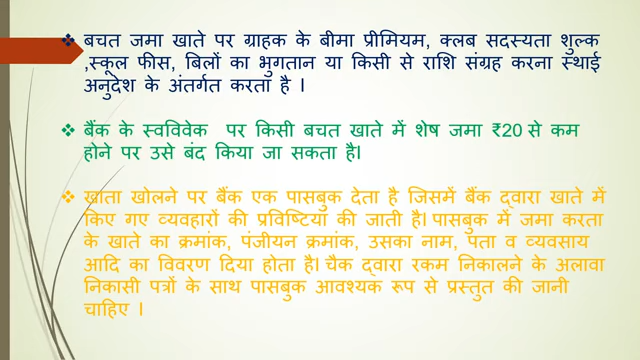 ❖ बचत जमा खाते पर ग्राहक के बीमा प्रीमियम, क्लब सदस्यता शुल्क
,स्कूल फीस, बिलों का भुगतान या किसी से राशि संग्रह करना स्थाई
अनुदेश के अंतर्गत करता है ।
❖ बैंक के स्वविवेक पर किसी बचत खाते में शेष जमा ₹20 से कम
होने पर उसे बंद किया जा सकता है।
❖ खाता खोलने पर बैंक एक पासबुक देता है जिसमें बैंक द्वारा खाते में
किए गए व्यवहारों की प्रविष्टियां की जाती है। पासबुक में जमा करता
के खाते का क्रमांक, पंजीयन क्रमांक, उसका नाम, पता व व्यवसाय
आदि का विवरण दिया होता है। चैक द्वारा रकम निकालने के अलावा
निकासी पत्रों के साथ पासबुक आवश्यक रूप से प्रस्तुत की जानी
चाहिए ।